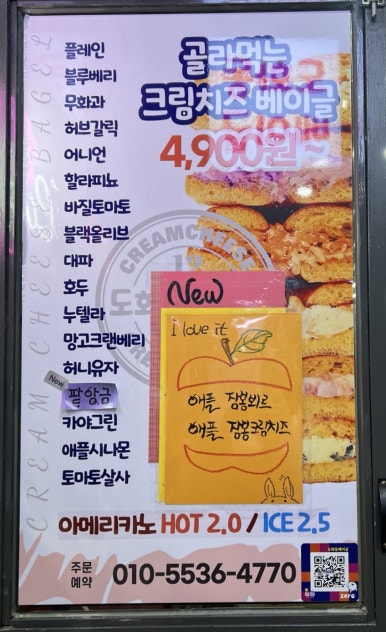 골라먹는
크림치즈 베이글
4,900원~
CREAM CHEESE BAGEL
플레인
블루베리
무화과
허브갈릭
어니언
할라피뇨
바질토마토
블랙올리브
대파
호두
누텔라
망고크랜베리
허니유자
New
팥앙금
카야그린
애플시나몬
토마토살사
CREAMCHEESE
도화
New
I love it
애플 잠봉뵈르
애플 잠봉크림치즈
아메리카노 HOT 2.0 / ICE 2.5
주문
예약
010-5536-4770
zero